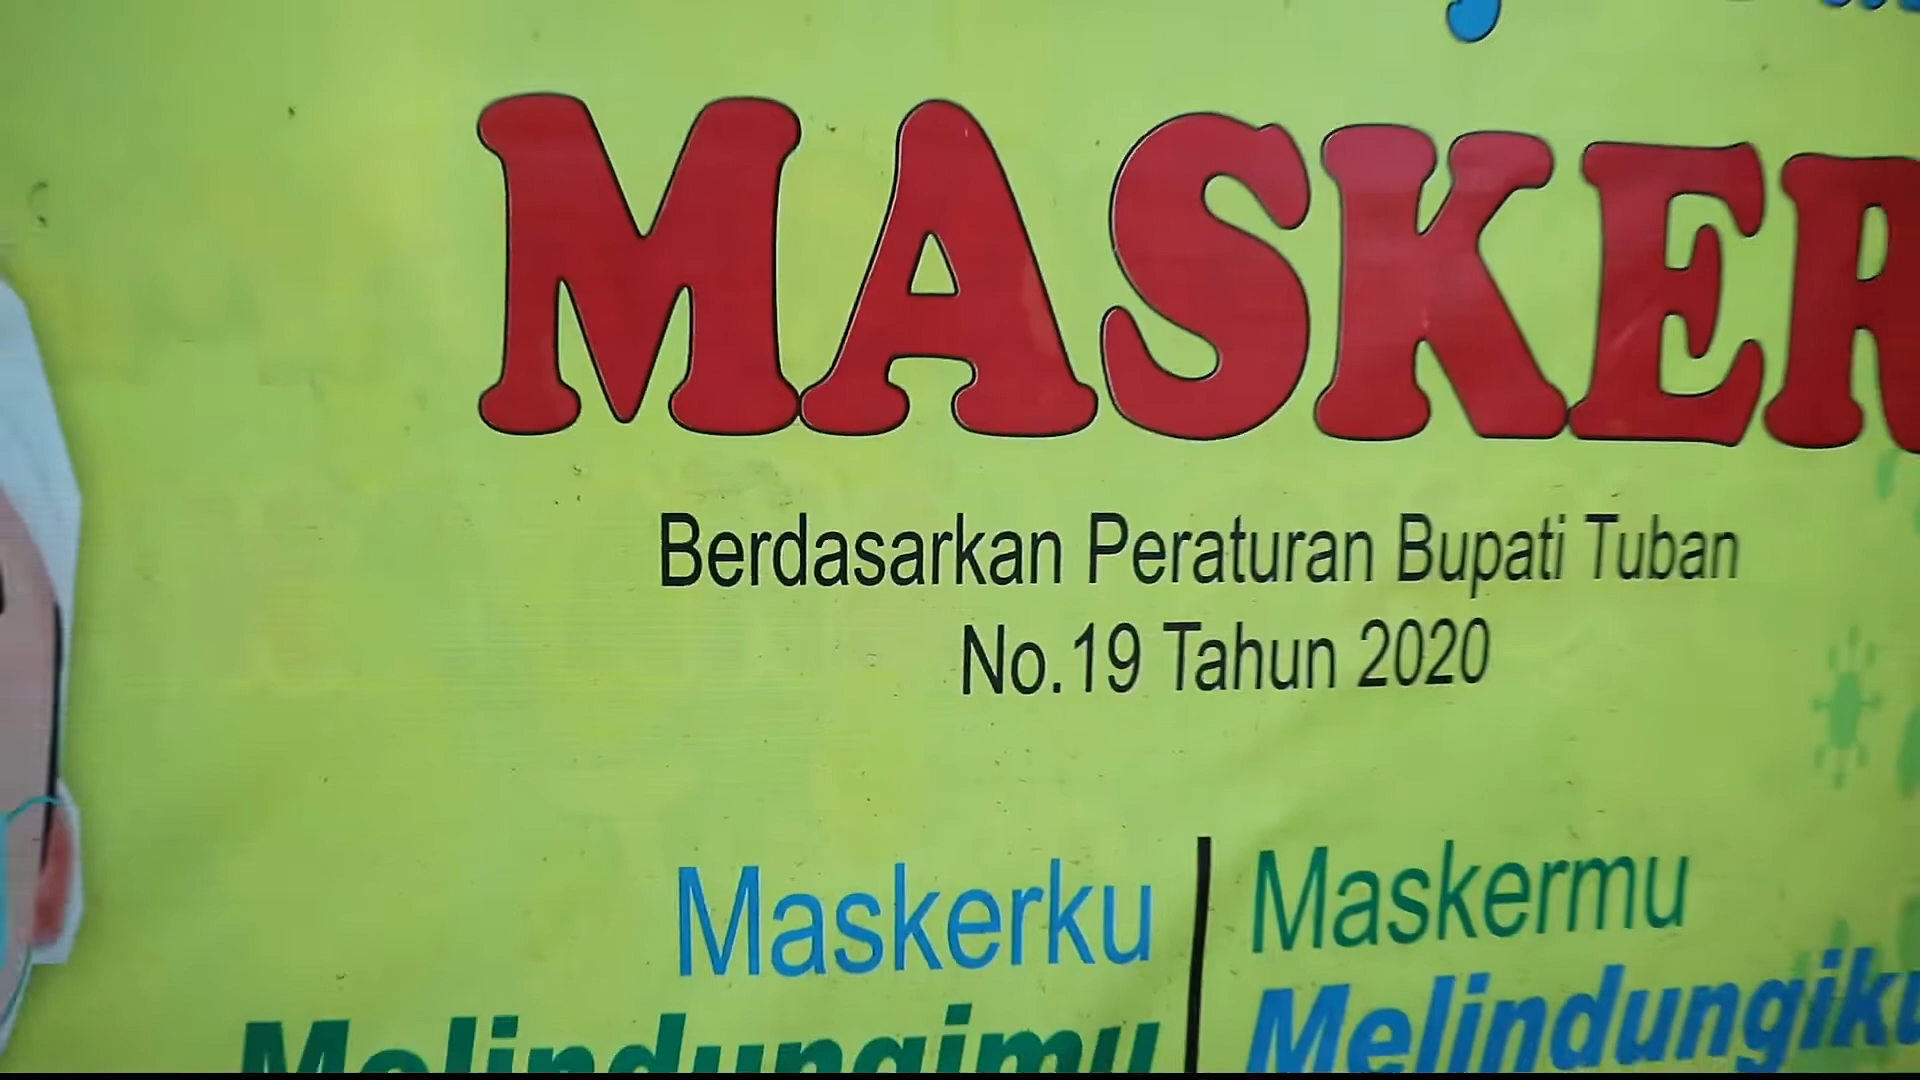 MASKER
Berdasarkan Peraturan Bupati Tuban
No.19 Tahun 2020
Maskerku | Maskermu
Melindungimu | Melindungiku